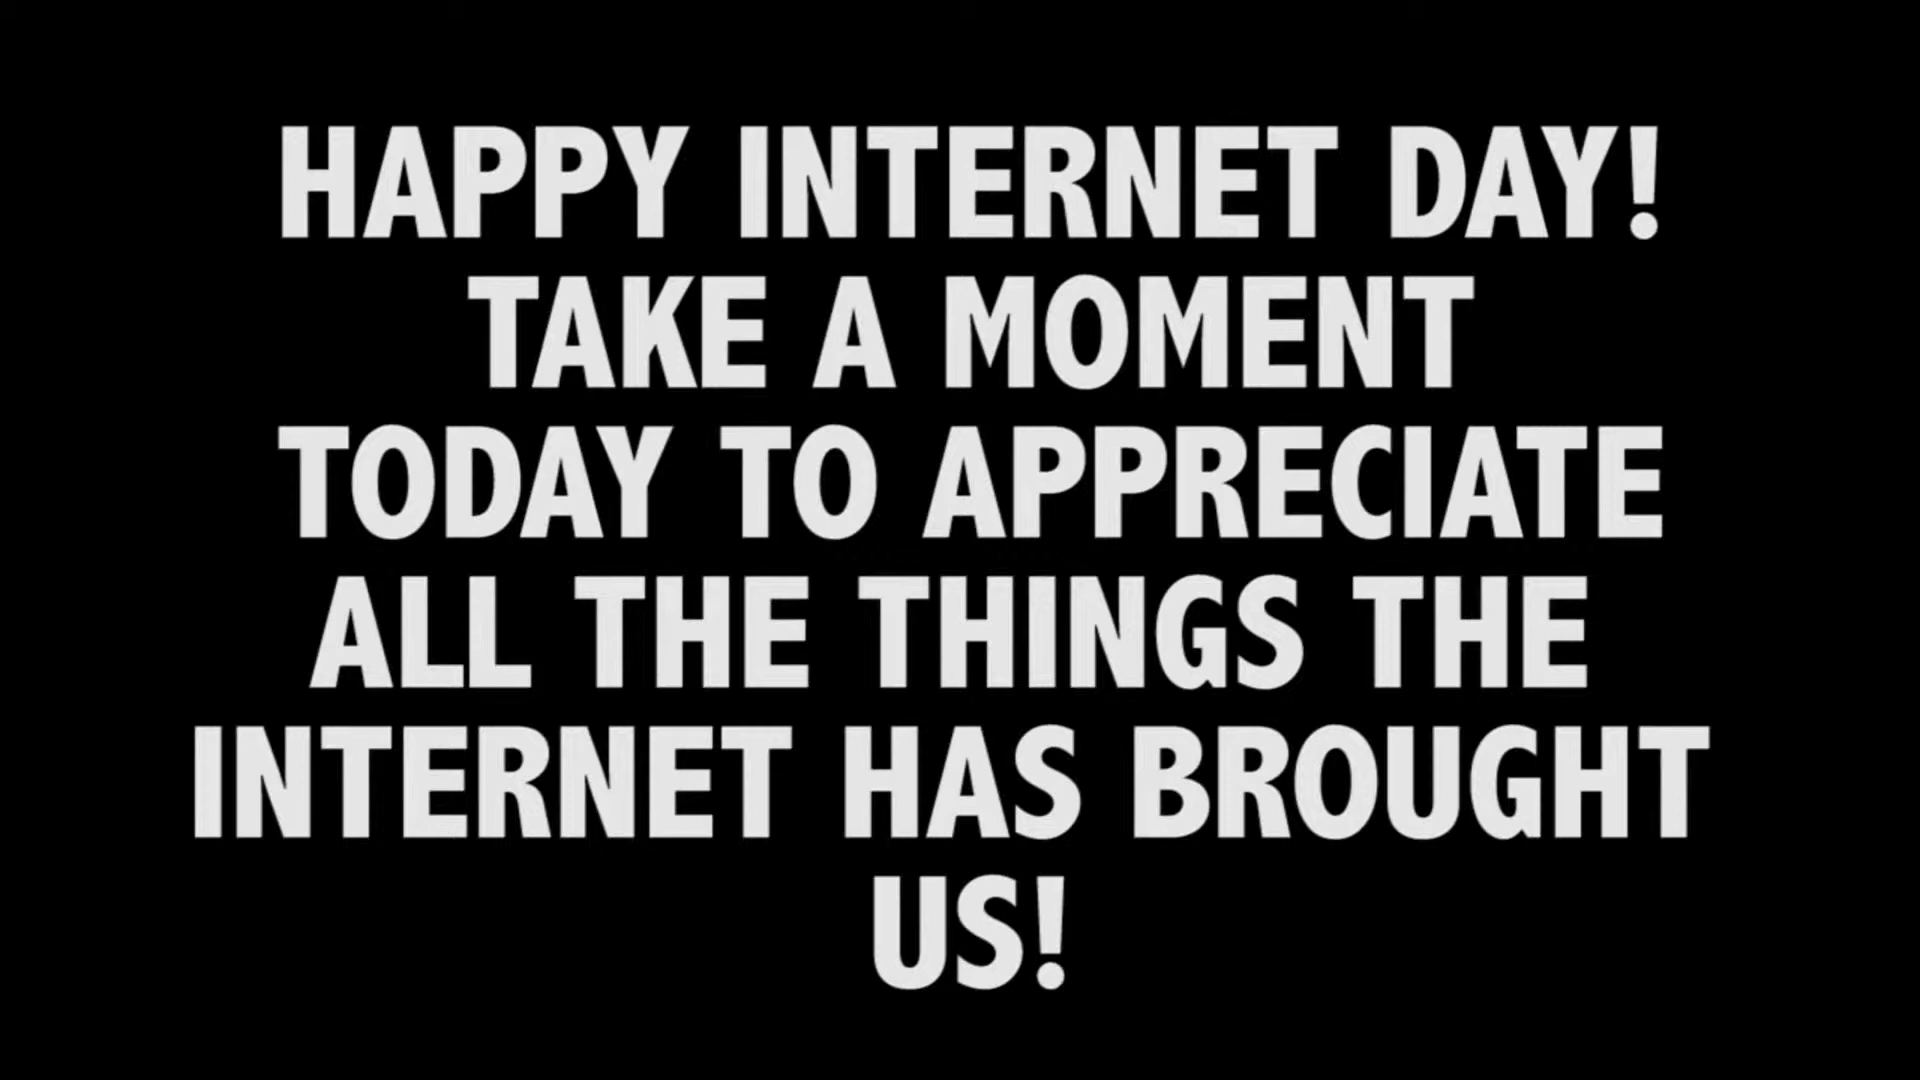 HAPPY INTERNET DAY!
TAKE A MOMENT
TODAY TO APPRECIATE
ALL THE THINGS THE
INTERNET HAS BROUGHT
US!